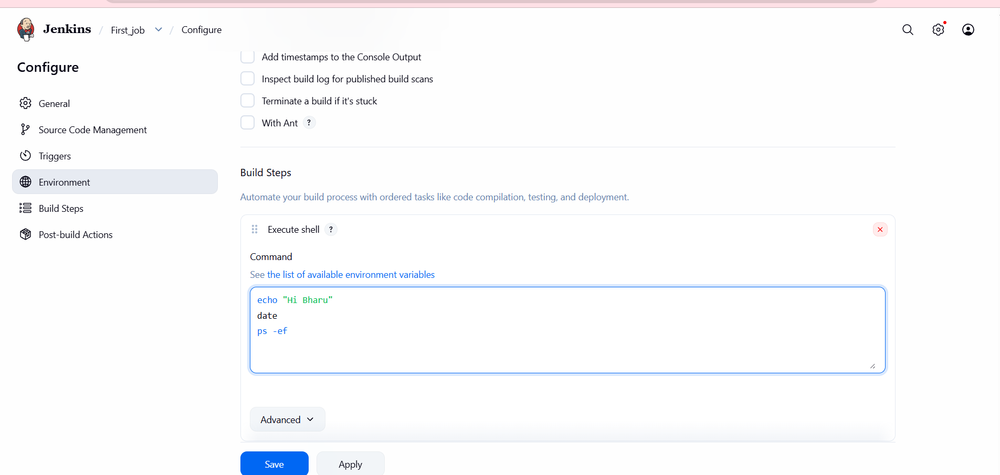 Jenkins / First_job / Configure
Configure
General
Source Code Management
Triggers
Environment
Build Steps
Post-build Actions
Add timestamps to the Console Output
Inspect build log for published build scans
Terminate a build if it's stuck
With Ant ?
Build Steps
Automate your build process with ordered tasks like code compilation, testing, and deployment.
Execute shell ?
Command
See the list of available environment variables
echo "Hi Bharu"
date
ps -ef
Advanced
Save Apply